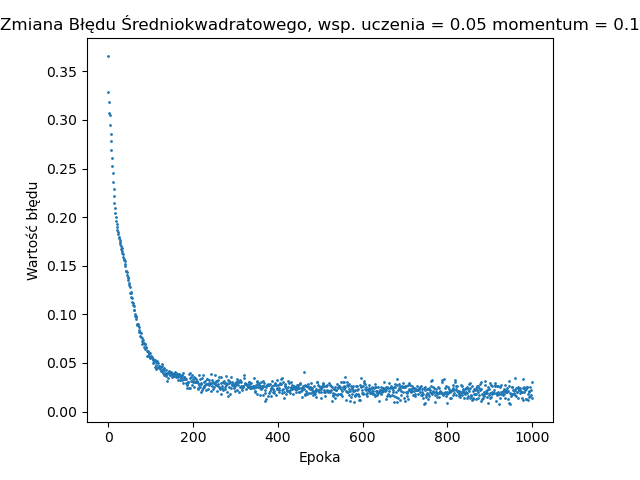 Zmiana Błędu Średniokwadratowego, wsp. uczenia = 0.05 momentum = 0.1
0.35
0.30
0.25
0.20
0.15
0.10
0.05
0.00
Wartość błędu
0 200 400 600 800 1000
Epoka